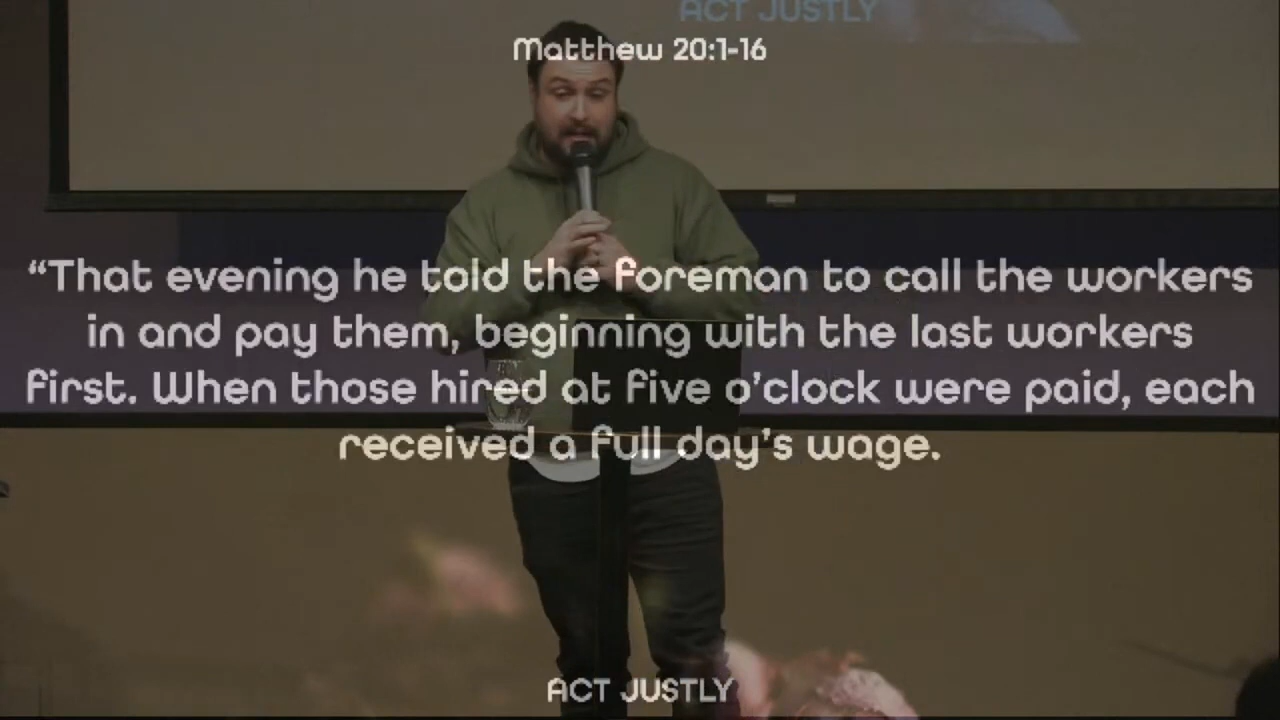 ACT JUSTLY
Matthew 20:1-16
“That evening he told the foreman to call the workers
in and pay them, beginning with the last workers
first. When those hired at five o’clock were paid, each
received a full day’s wage.
ACT JUSTLY